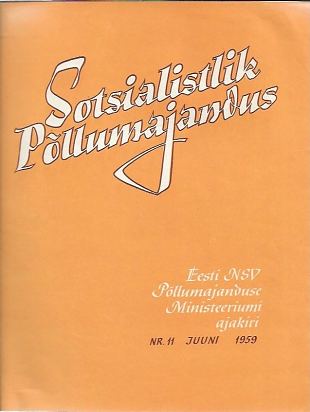 Sotsialistlik
Põllumajandus
Eesti NSV
Põllumajanduse
Ministeeriumi
ajakiri
NR. 11 JUUNI 1959